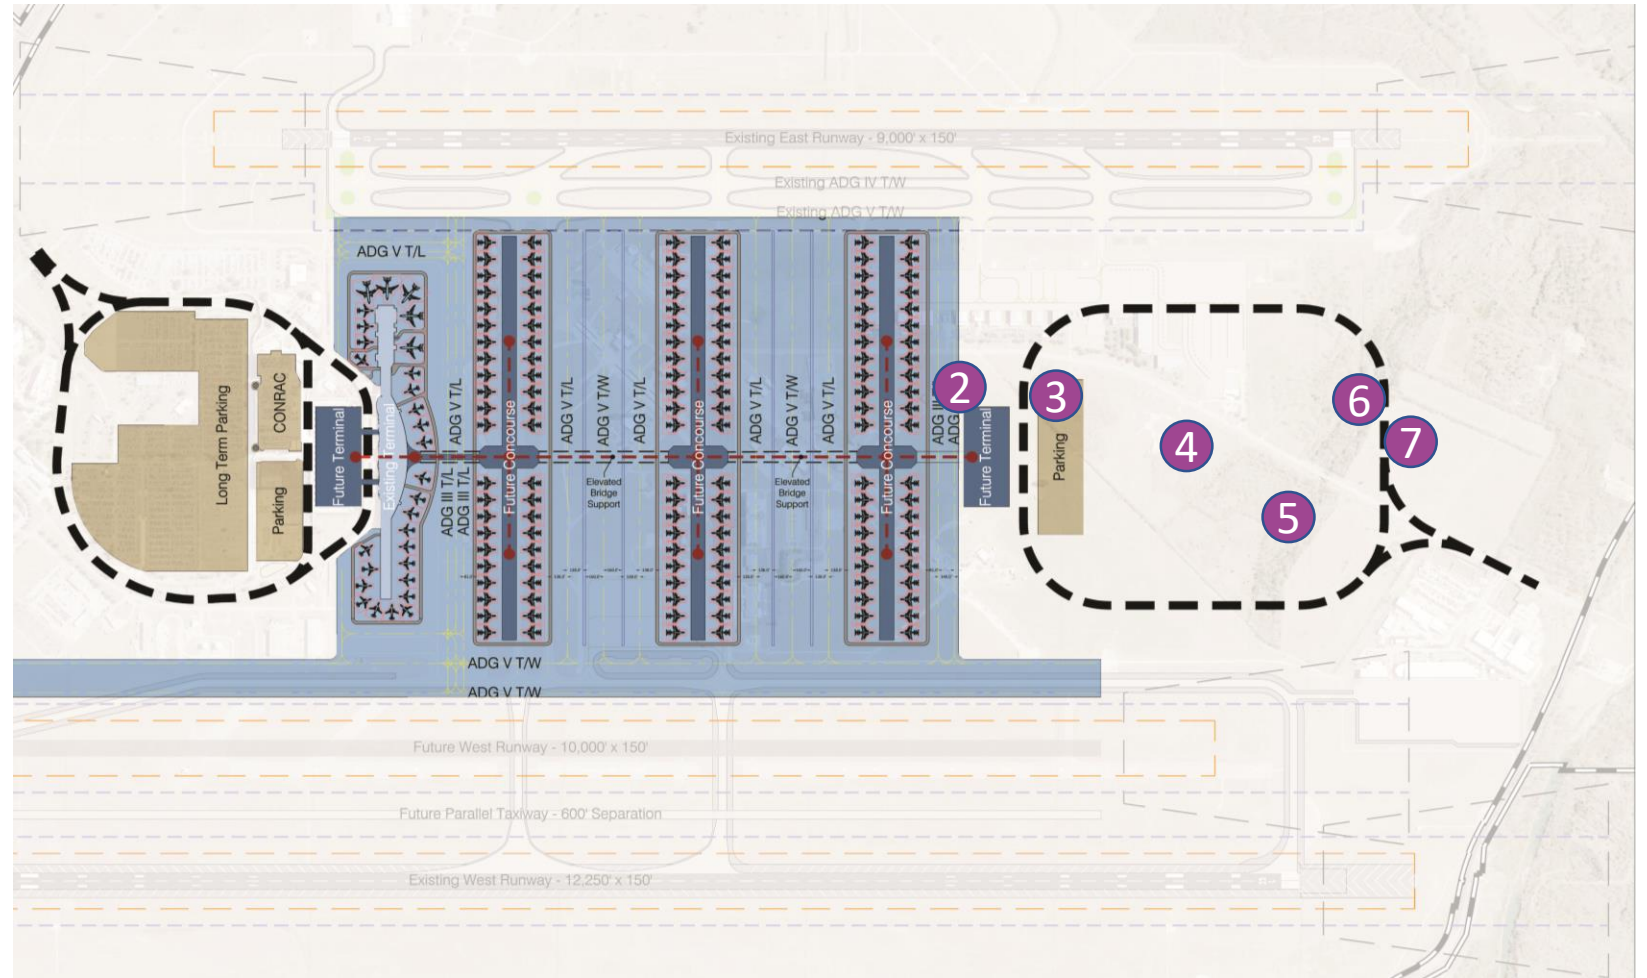 Existing East Runway - 9,000' x 150'
Existing ADG IV T/W
Existing ADG V T/W
ADG V T/L
Long Term Parking
CONRAC
Parking
Future Terminal
Existing Terminal
ADG V T/L
ADG III T/L
ADG III T/L
Future Concourse
ADG V T/L
ADG V T/W
ADG V T/L
Elevated
Bridge
Support
Future Concourse
ADG V T/L
ADG V T/W
ADG V T/L
Elevated
Bridge
Support
Future Concourse
ADG III
ADG
2
Future Terminal
3
Parking
4
5
6
7
ADG V T/W
ADG V T/W
Future West Runway - 10,000' x 150'
Future Parallel Taxiway - 600' Separation
Existing West Runway - 12,250' x 150'